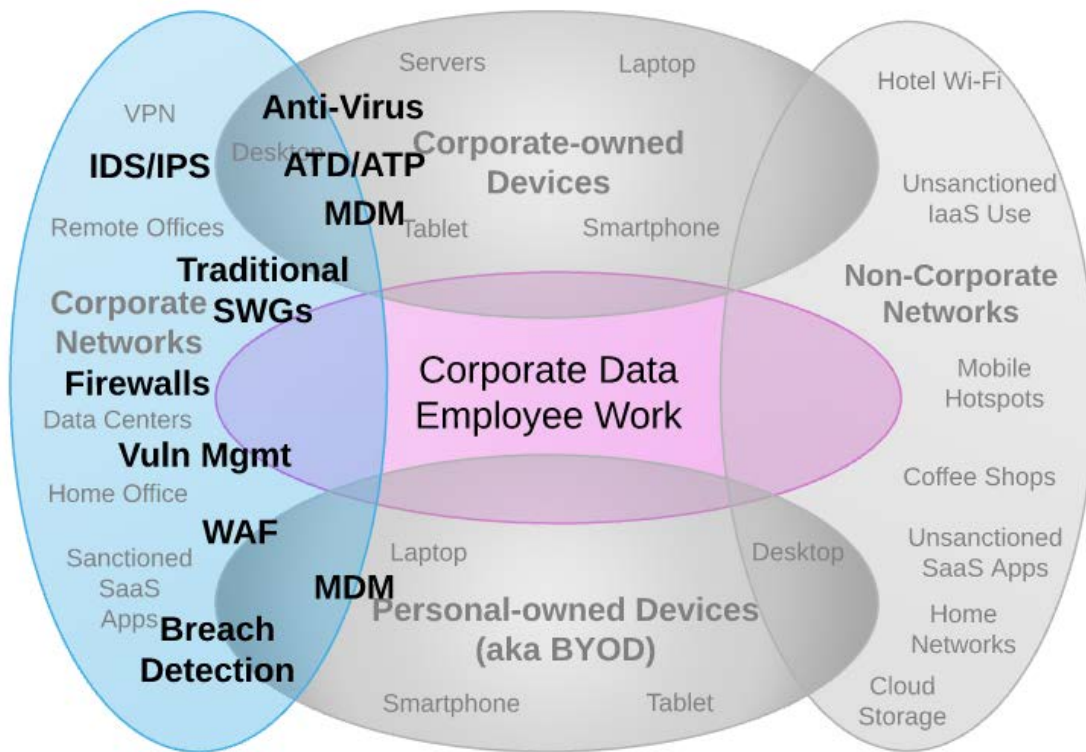 Servers
Laptop
Hotel Wi-Fi
VPN
Anti-Virus
Desktop
Corporate-owned
Devices
IDS/IPS
ATD/ATP
Unsanctioned
IaaS Use
MDM
Tablet
Smartphone
Remote Offices
Traditional
SWGs
Corporate
Networks
Non-Corporate
Networks
Firewalls
Corporate Data
Employee Work
Mobile
Hotspots
Data Centers
Vuln Mgmt
Home Office
Coffee Shops
WAF
Sanctioned
SaaS
Apps
Laptop
Desktop
Unsanctioned
SaaS Apps
MDM
Personal-owned Devices
(aka BYOD)
Home
Networks
Breach
Detection
Smartphone
Tablet
Cloud
Storage